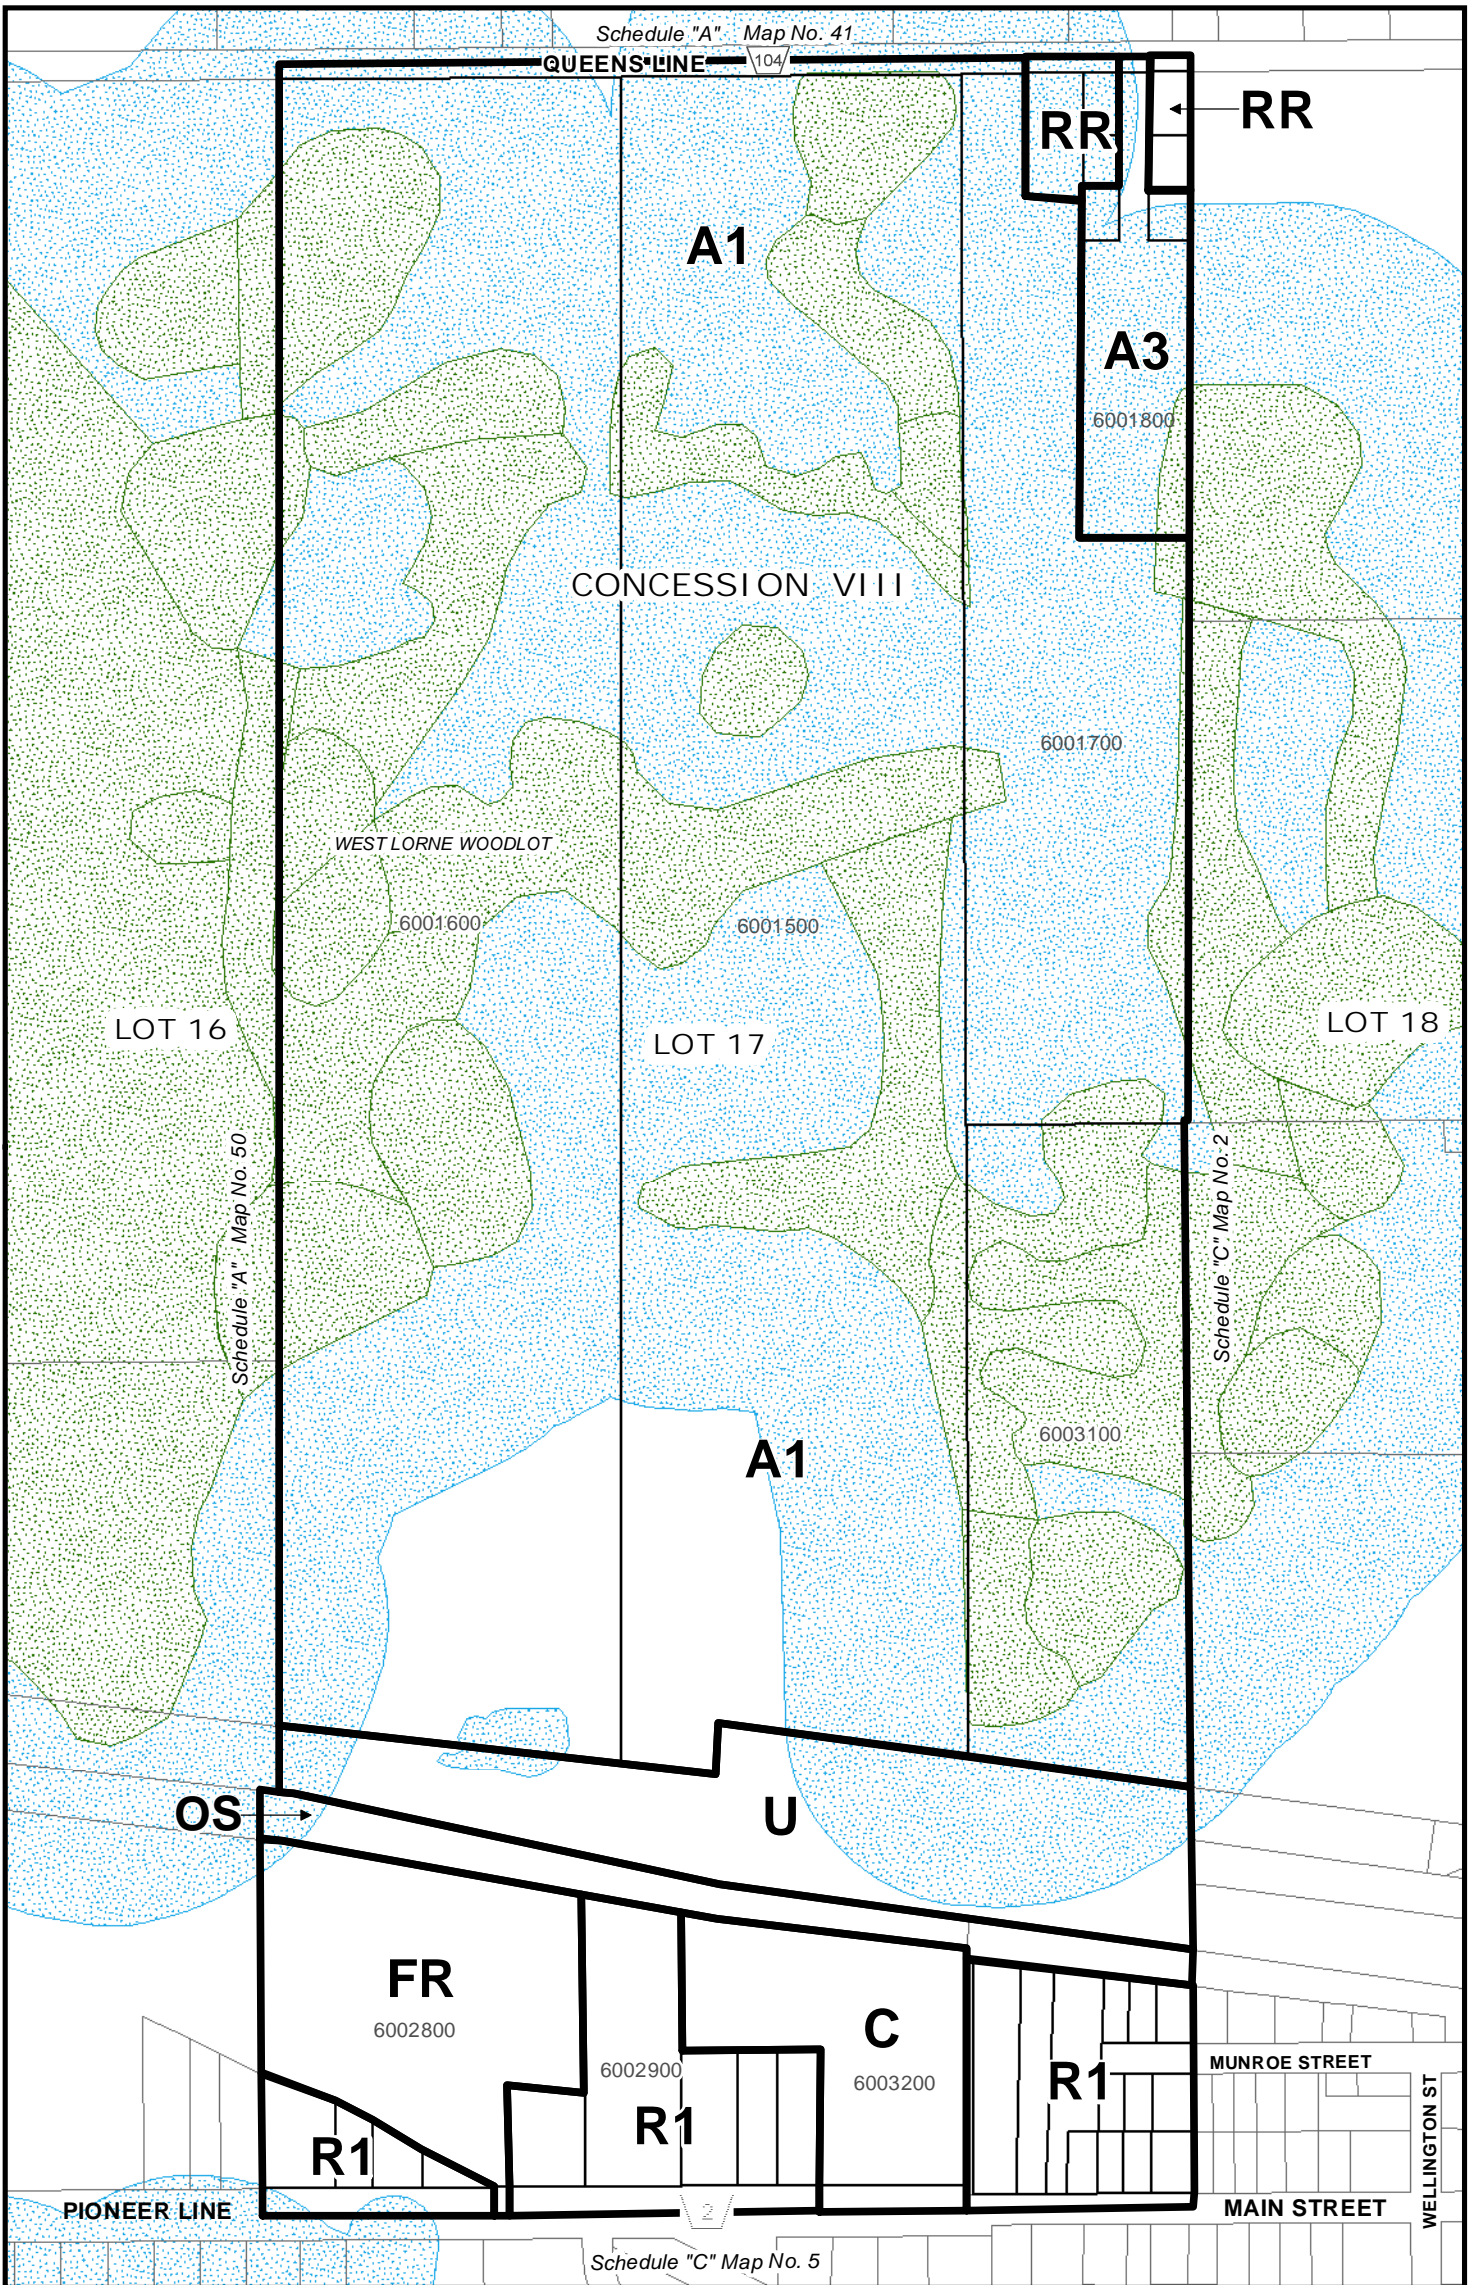 Schedule "A" Map No. 41
QUEENS LINE 104
RR
RR
A1
A3
6001800
CONCESSION VIII
6001700
WEST LORNE WOODLOT
6001600
6001500
LOT 16
LOT 17
LOT 18
Schedule "A" Map No. 50
Schedule "C" Map No. 2
6003100
A1
OS
U
FR
6002800
C
6003200
6002900
R1
R1
R1
MUNROE STREET
WELLINGTON ST
PIONEER LINE
2
MAIN STREET
Schedule "C" Map No. 5